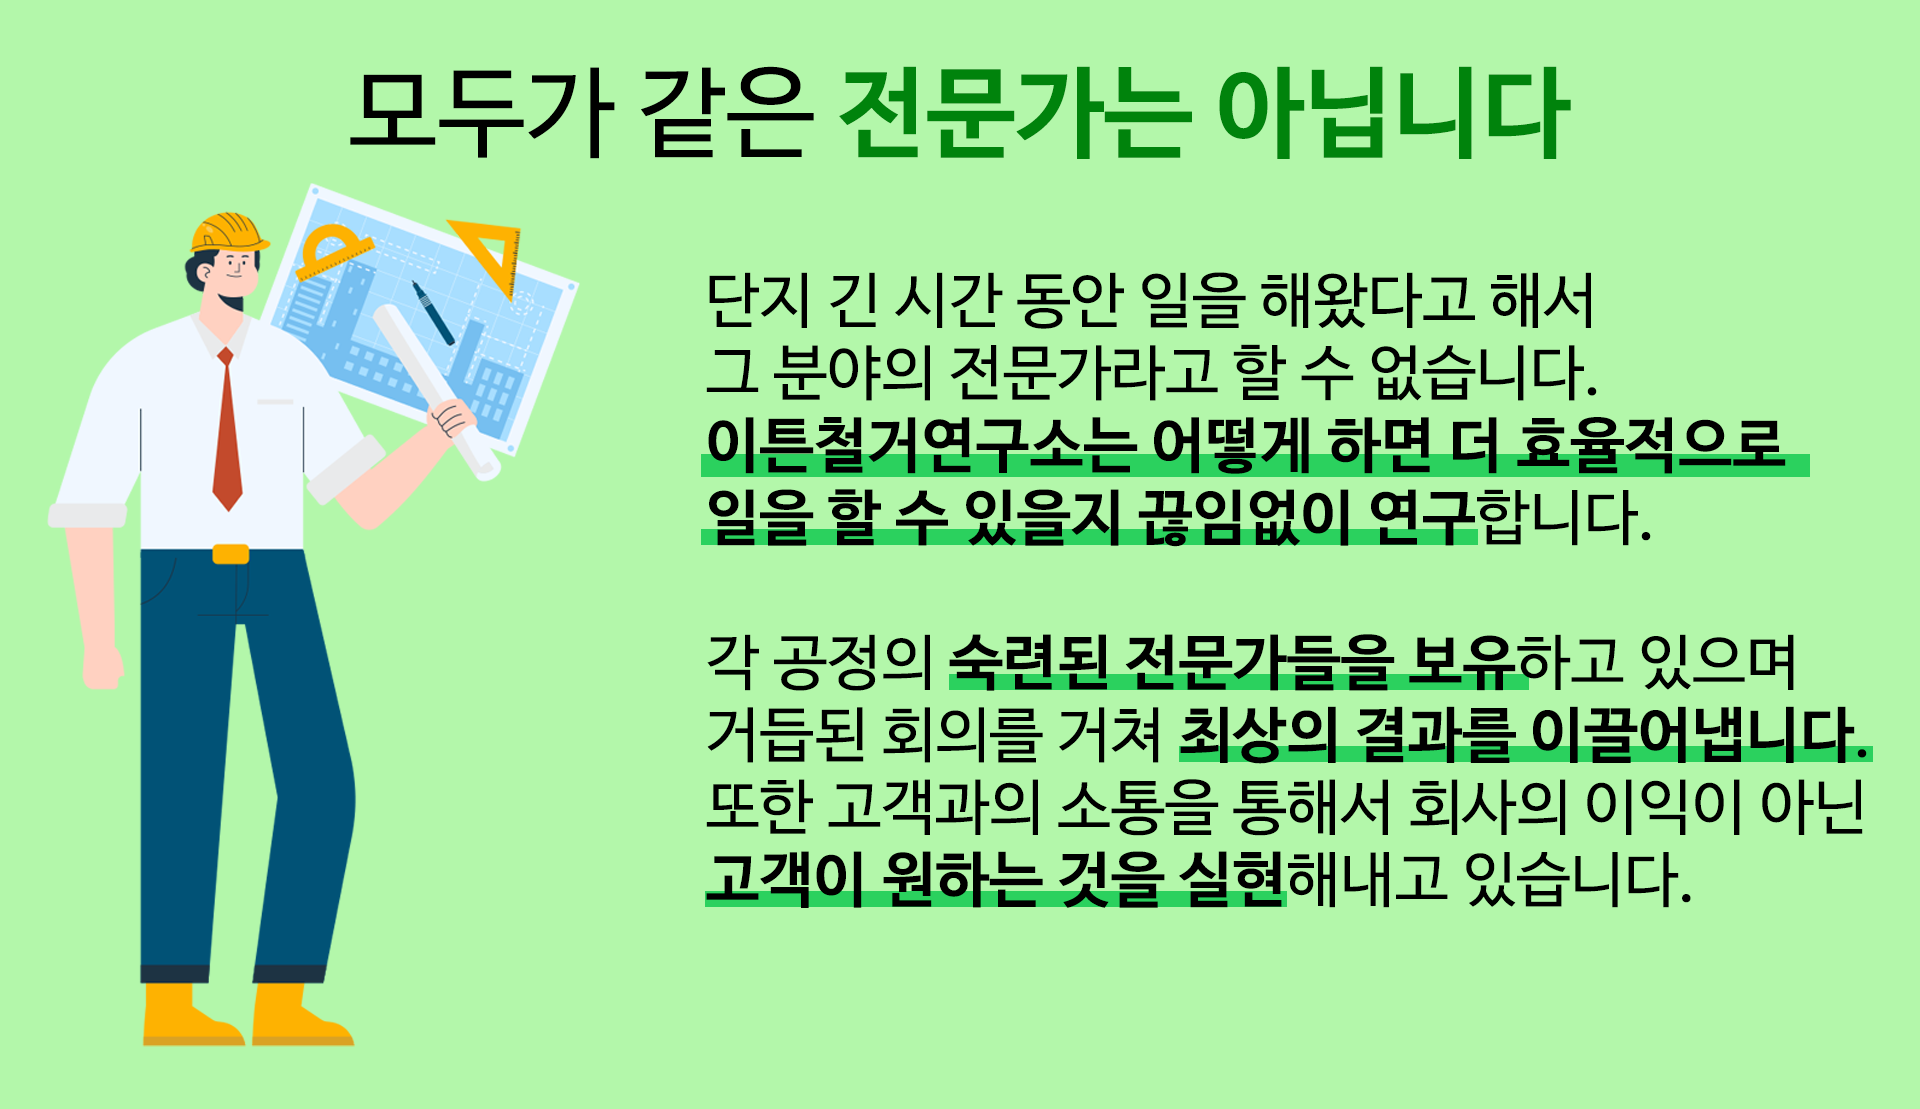 모두가 같은 전문가는 아닙니다
단지 긴 시간 동안 일을 해왔다고 해서
그 분야의 전문가라고 할 수 없습니다.
이튼철거연구소는 어떻게 하면 더 효율적으로
일을 할 수 있을지 끊임없이 연구합니다.
각 공정의 숙련된 전문가들을 보유하고 있으며
거듭된 회의를 거쳐 최상의 결과를 이끌어냅니다.
또한 고객과의 소통을 통해서 회사의 이익이 아닌
고객이 원하는 것을 실현해내고 있습니다.